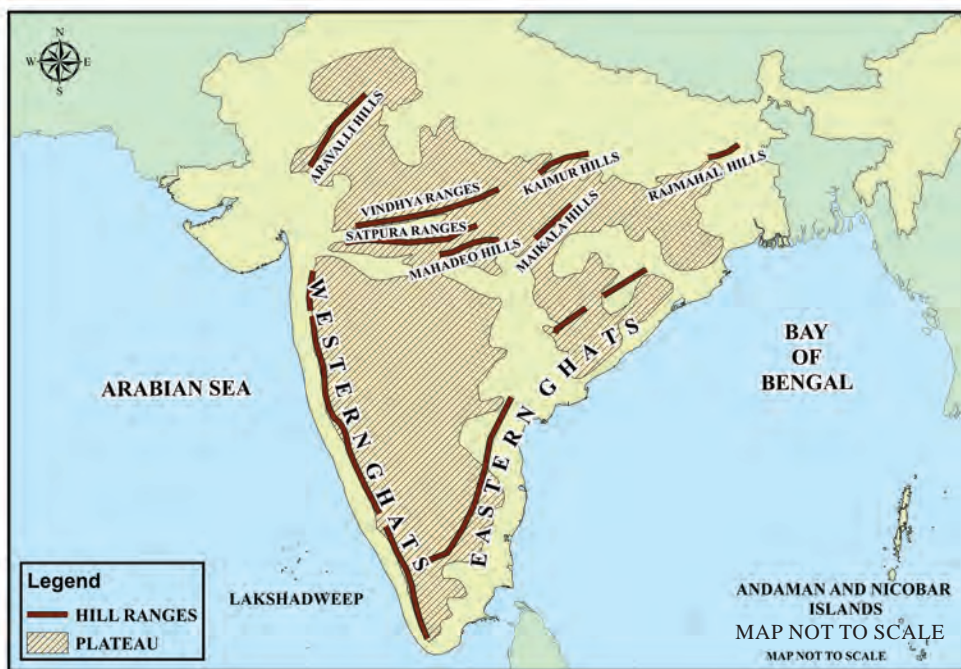 N
W E
S
ARAVALLI HILLS
VINDHYA RANGES
KAIMUR HILLS
RAJMAHAL HILLS
SATPURA RANGES
MAHADEO HILLS
MAIKALA HILLS
WESTERN GHATS
EASTERN GHATS
ARABIAN SEA
BAY
OF
BENGAL
Legend
HILL RANGES
PLATEAU
LAKSHADWEEP
ANDAMAN AND NICOBAR
ISLANDS
MAP NOT TO SCALE
MAP NOT TO SCALE